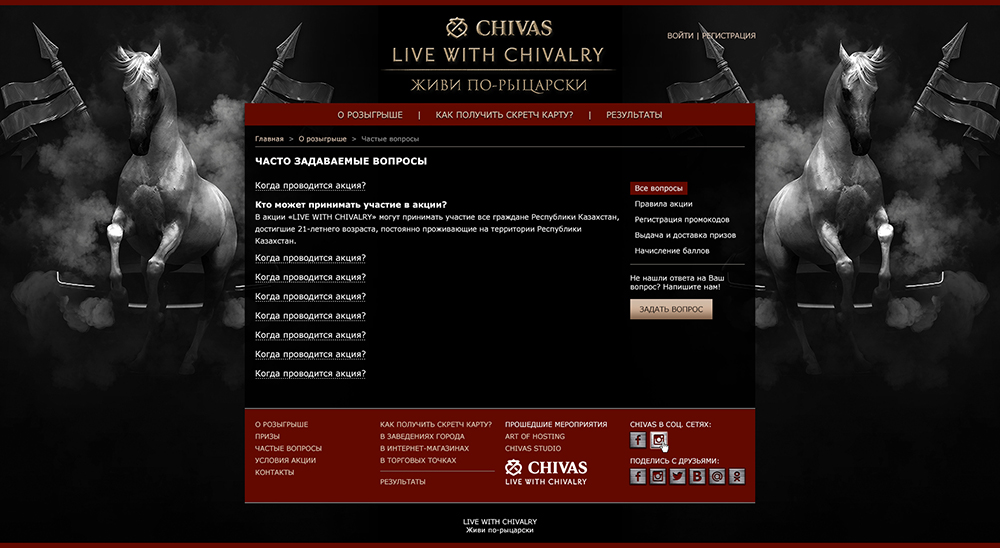 CHIVAS
LIVE WITH CHIVALRY
ЖИВИ ПО-РЫЦАРСКИ
ВОЙТИ | РЕГИСТРАЦИЯ
О РОЗЫГРЫШЕ | КАК ПОЛУЧИТЬ СКРЕТЧ КАРТУ? | РЕЗУЛЬТАТЫ
Главная > О розыгрыше > Частые вопросы
ЧАСТО ЗАДАВАЕМЫЕ ВОПРОСЫ
Когда проводится акция?
Кто может принимать участие в акции?
В акции «LIVE WITH CHIVALRY» могут принимать участие все граждане Республики Казахстан,
достигшие 21-летнего возраста, постоянно проживающие на территории Республики
Казахстан.
Когда проводится акция?
Когда проводится акция?
Когда проводится акция?
Когда проводится акция?
Когда проводится акция?
Когда проводится акция?
Когда проводится акция?
Все вопросы
Правила акции
Регистрация промокодов
Выдача и доставка призов
Начисление баллов
Не нашли ответа на Ваш
вопрос? Напишите нам!
ЗАДАТЬ ВОПРОС
О РОЗЫГРЫШЕ
ПРИЗЫ
ЧАСТЫЕ ВОПРОСЫ
УСЛОВИЯ АКЦИИ
КОНТАКТЫ
КАК ПОЛУЧИТЬ СКРЕТЧ КАРТУ?
В ЗАВЕДЕНИЯХ ГОРОДА
В ИНТЕРНЕТ-МАГАЗИНАХ
В ТОРГОВЫХ ТОЧКАХ
РЕЗУЛЬТАТЫ
ПРОШЕДШИЕ МЕРОПРИЯТИЯ
ART OF HOSTING
CHIVAS STUDIO
CHIVAS
LIVE WITH CHIVALRY
CHIVAS В СОЦ. СЕТЯХ:
ПОДЕЛИСЬ С ДРУЗЬЯМИ:
LIVE WITH CHIVALRY
Живи по-рыцарски